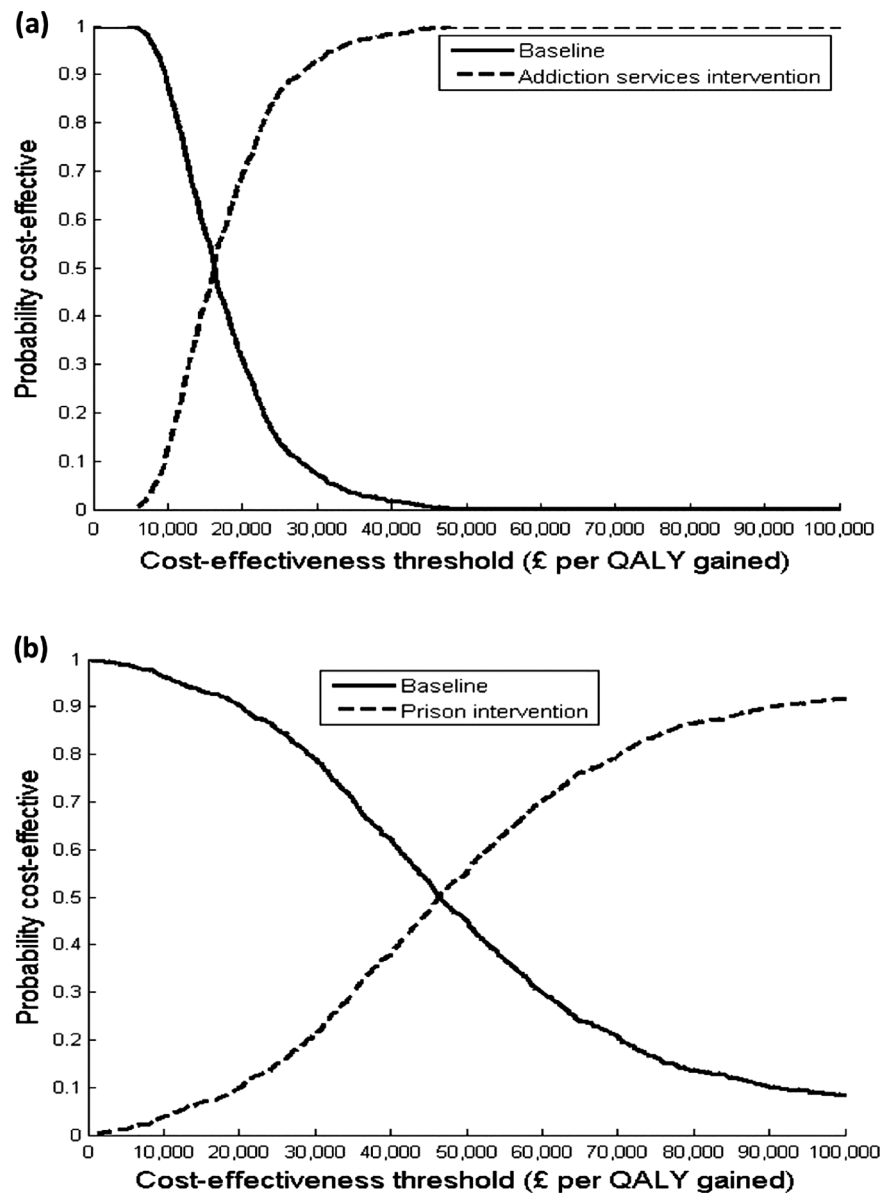 (a)
1
0.9
0.8
0.7
0.6
0.5
0.4
0.3
0.2
0.1
0
Probability cost-effective
Baseline
Addiction services intervention
0 10,000 20,000 30,000 40,000 50,000 60,000 70,000 80,000 90,000 100,000
Cost-effectiveness threshold (£ per QALY gained)
(b)
1
0.9
0.8
0.7
0.6
0.5
0.4
0.3
0.2
0.1
0
Probability cost-effective
Baseline
Prison intervention
0 10,000 20,000 30,000 40,000 50,000 60,000 70,000 80,000 90,000 100,000
Cost-effectiveness threshold (£ per QALY gained)